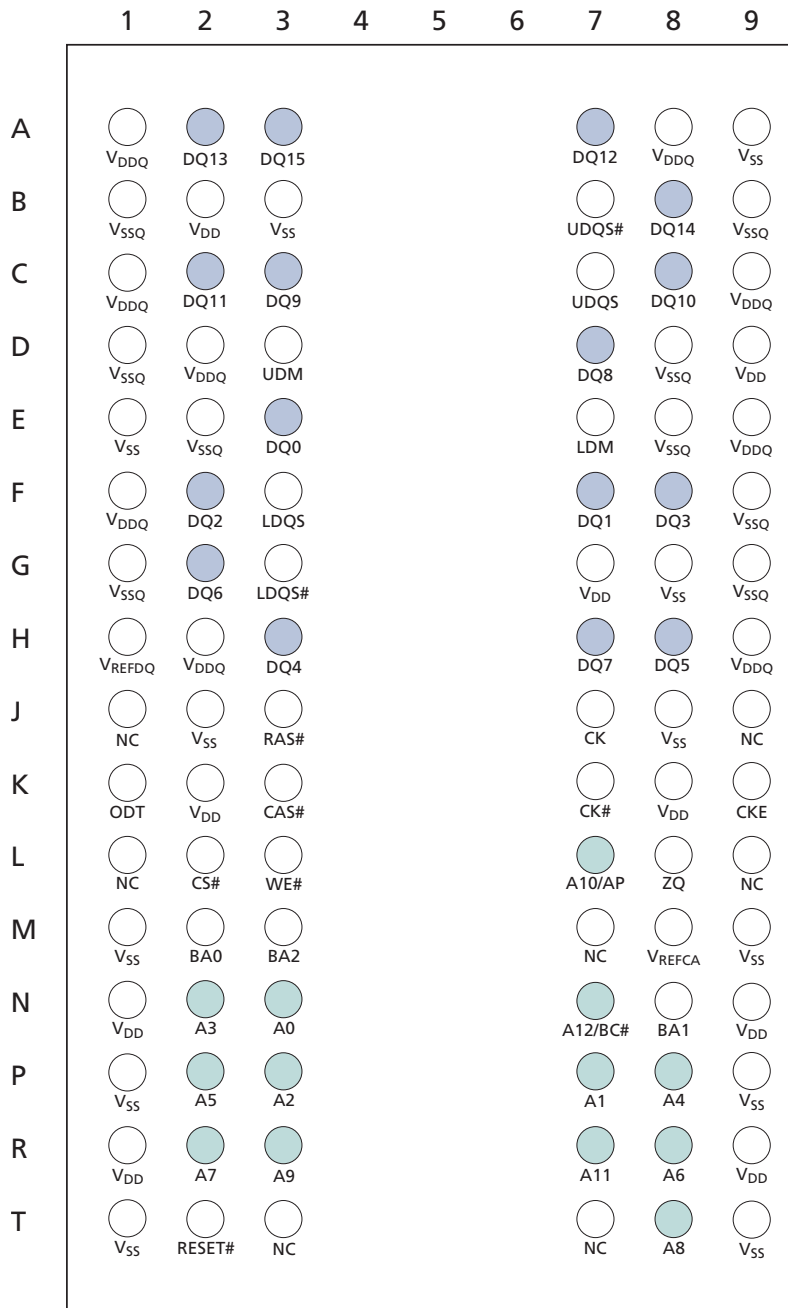 1 2 3 4 5 6 7 8 9
A
VDDQ DQ13 DQ15 DQ12 VDDQ VSS
B
VSSQ VDD VSS UDQS# DQ14 VSSQ
C
VDDQ DQ11 DQ9 UDQS DQ10 VDDQ
D
VSSQ VDDQ UDM DQ8 VSSQ VDD
E
VSS VSSQ DQ0 LDM VSSQ VDDQ
F
VDDQ DQ2 LDQS DQ1 DQ3 VSSQ
G
VSSQ DQ6 LDQS# VDD VSS VSSQ
H
VREFDQ VDDQ DQ4 DQ7 DQ5 VDDQ
J
NC VSS RAS# CK VSS NC
K
ODT VDD CAS# CK# VDD CKE
L
NC CS# WE# A10/AP ZQ NC
M
VSS BA0 BA2 NC VREFCA VSS
N
VDD A3 A0 A12/BC# BA1 VDD
P
VSS A5 A2 A1 A4 VSS
R
VDD A7 A9 A11 A6 VDD
T
VSS RESET# NC NC A8 VSS